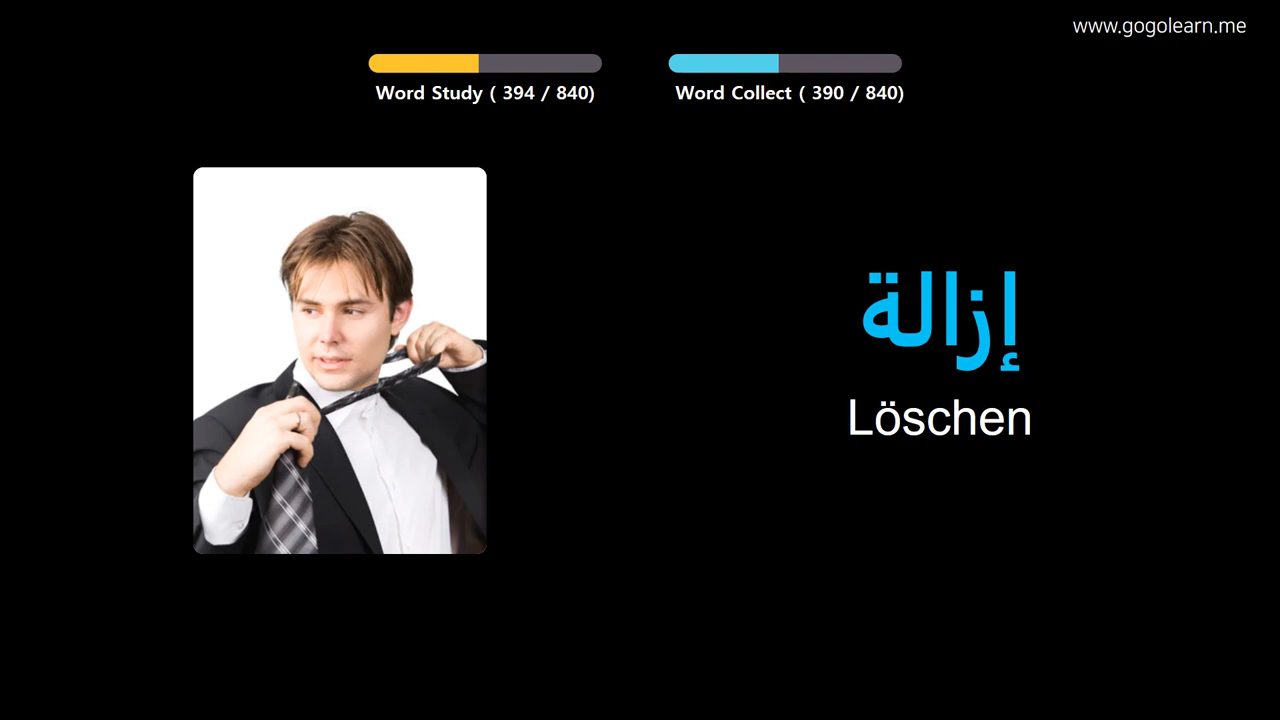 www.gogolearn.me
Word Study ( 394 / 840)
Word Collect ( 390 / 840)
إزالة
Löschen